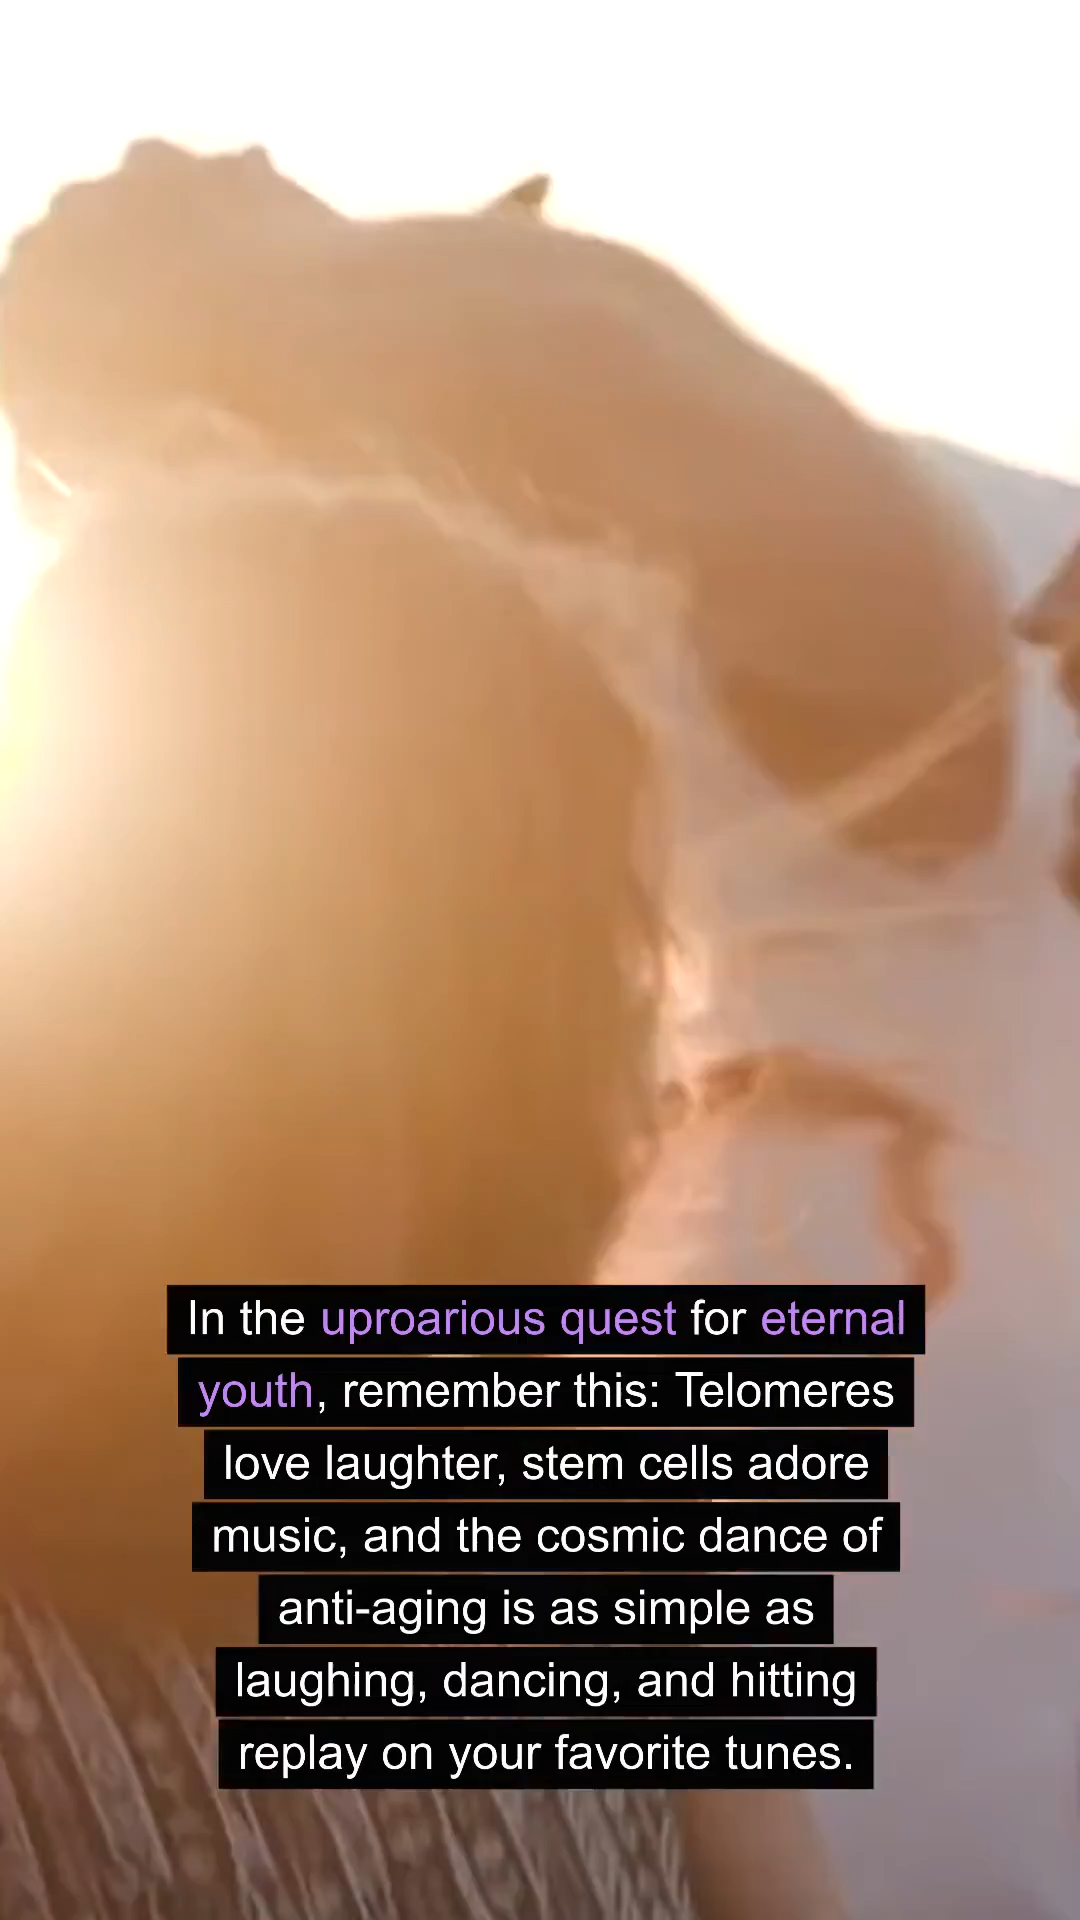 In the uproarious quest for eternal
youth, remember this: Telomeres
love laughter, stem cells adore
music, and the cosmic dance of
anti-aging is as simple as
laughing, dancing, and hitting
replay on your favorite tunes.